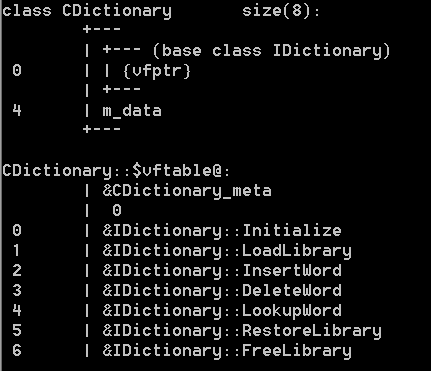 class CDictionary       size(8):
        +---
        | +--- (base class IDictionary)
 0      | | {vfptr}
        | +---
 4      | m_data
        +---

CDictionary::$vftable@:
        | &CDictionary_meta
        |  0
 0      | &IDictionary::Initialize
 1      | &IDictionary::LoadLibrary
 2      | &IDictionary::InsertWord
 3      | &IDictionary::DeleteWord
 4      | &IDictionary::LookupWord
 5      | &IDictionary::RestoreLibrary
 6      | &IDictionary::FreeLibrary